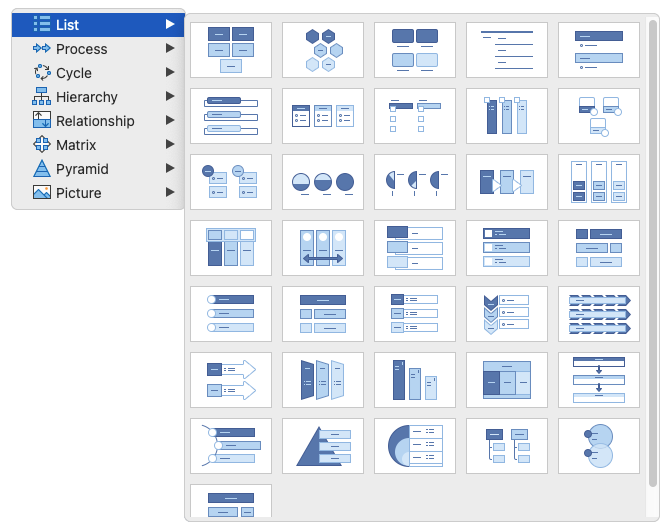 List
Process
Cycle
Hierarchy
Relationship
Matrix
Pyramid
Picture